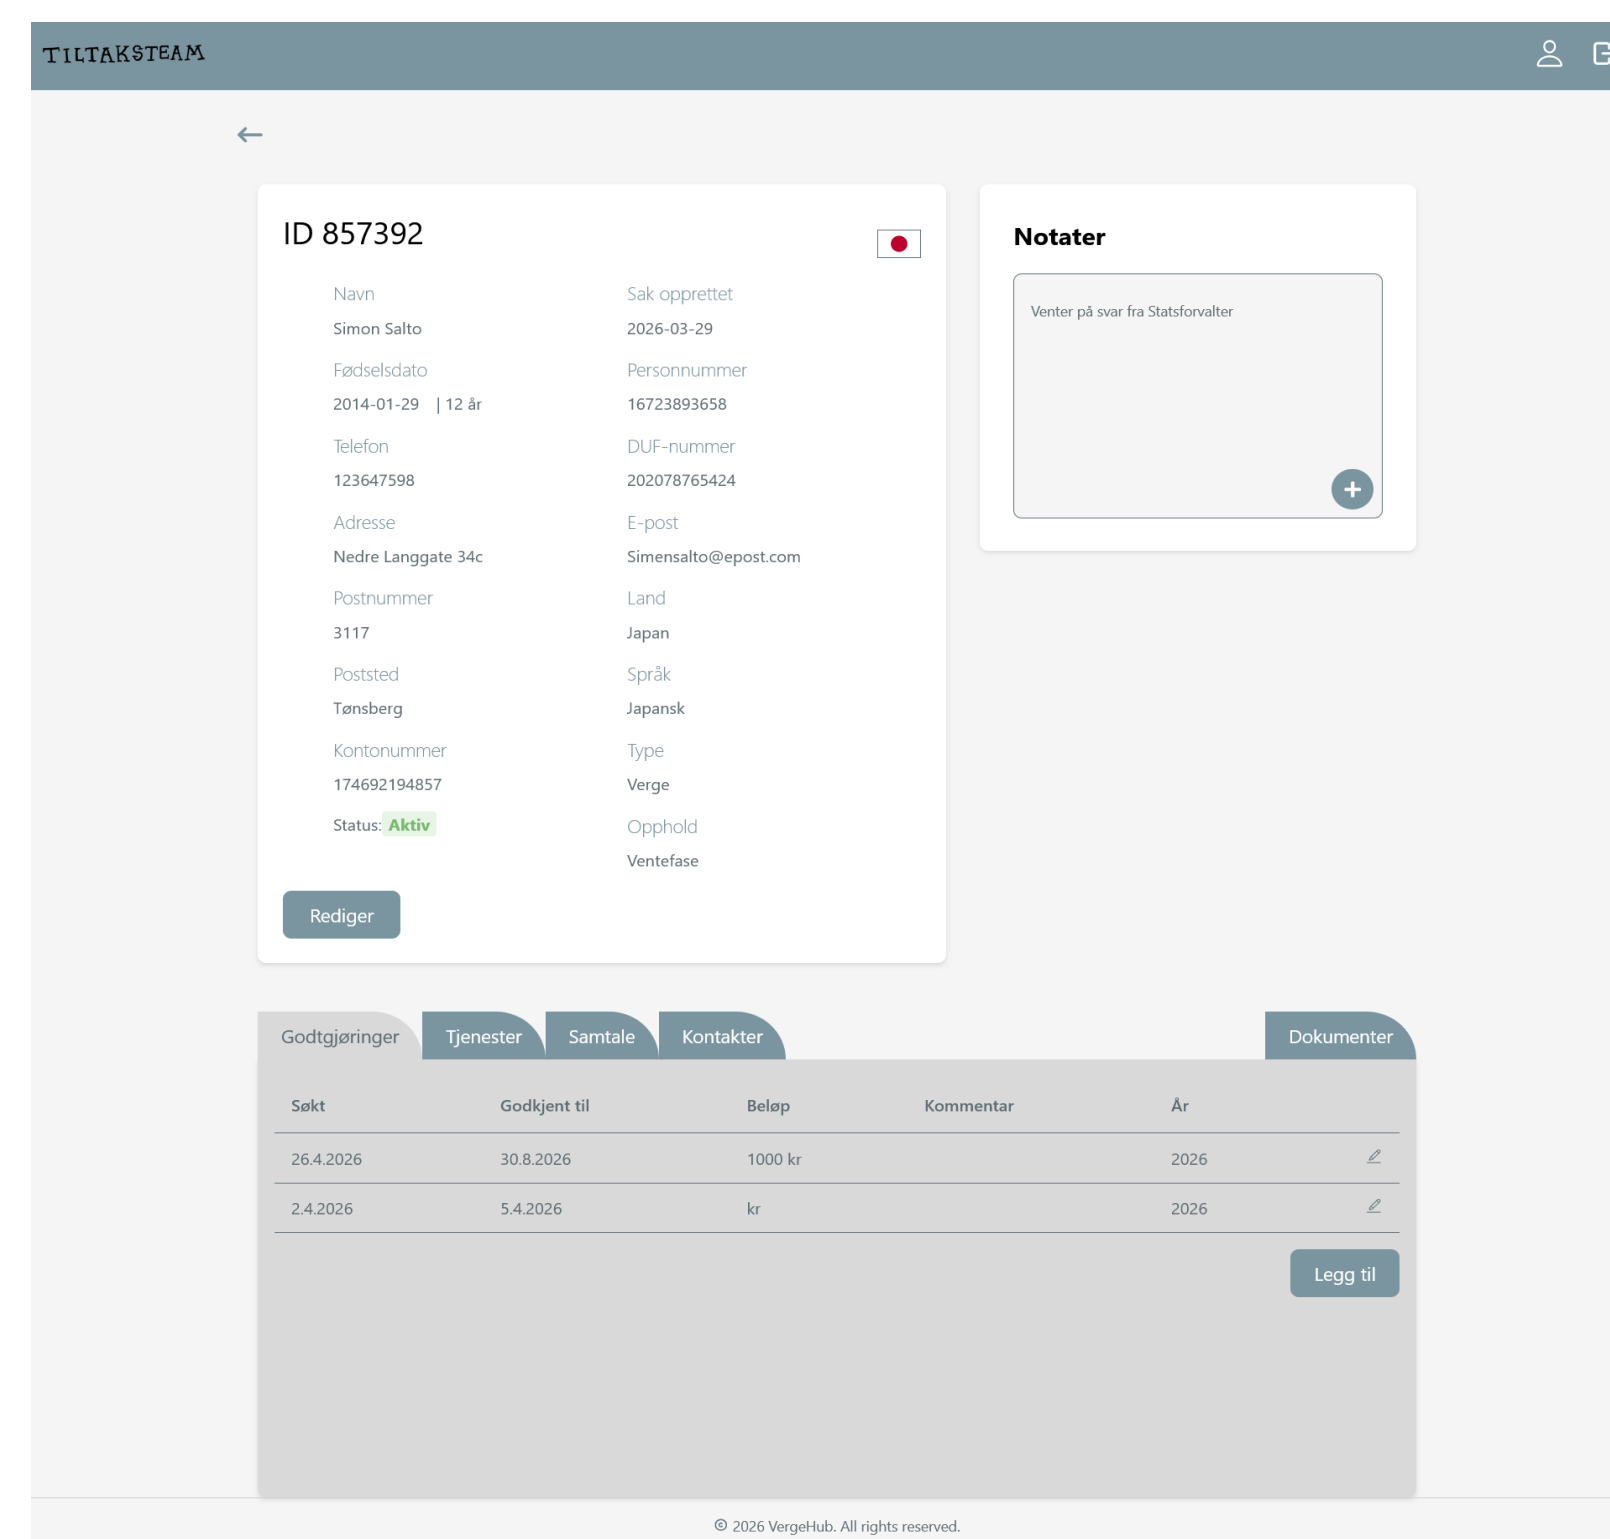 TILTAKSTEAM
ID 857392
Navn
Simon Salto
Fødselsdato
2014-01-29 | 12 år
Telefon
123647598
Adresse
Nedre Langgate 34c
Postnummer
3117
Poststed
Tønsberg
Kontonummer
174692194857
Status: Aktiv
Sak opprettet
2026-03-29
Personnummer
16723893658
DUF-nummer
202078765424
E-post
Simensalto@epost.com
Land
Japan
Språk
Japansk
Type
Verge
Opphold
Ventefase
Rediger
Notater
Venter på svar fra Statsforvalter
Godtgjøringer Tjenester Samtale Kontakter Dokumenter
Søkt Godkjent til Beløp Kommentar År
26.4.2026 30.8.2026 1000 kr 2026
2.4.2026 5.4.2026 kr 2026
Legg til
© 2026 VergeHub. All rights reserved.